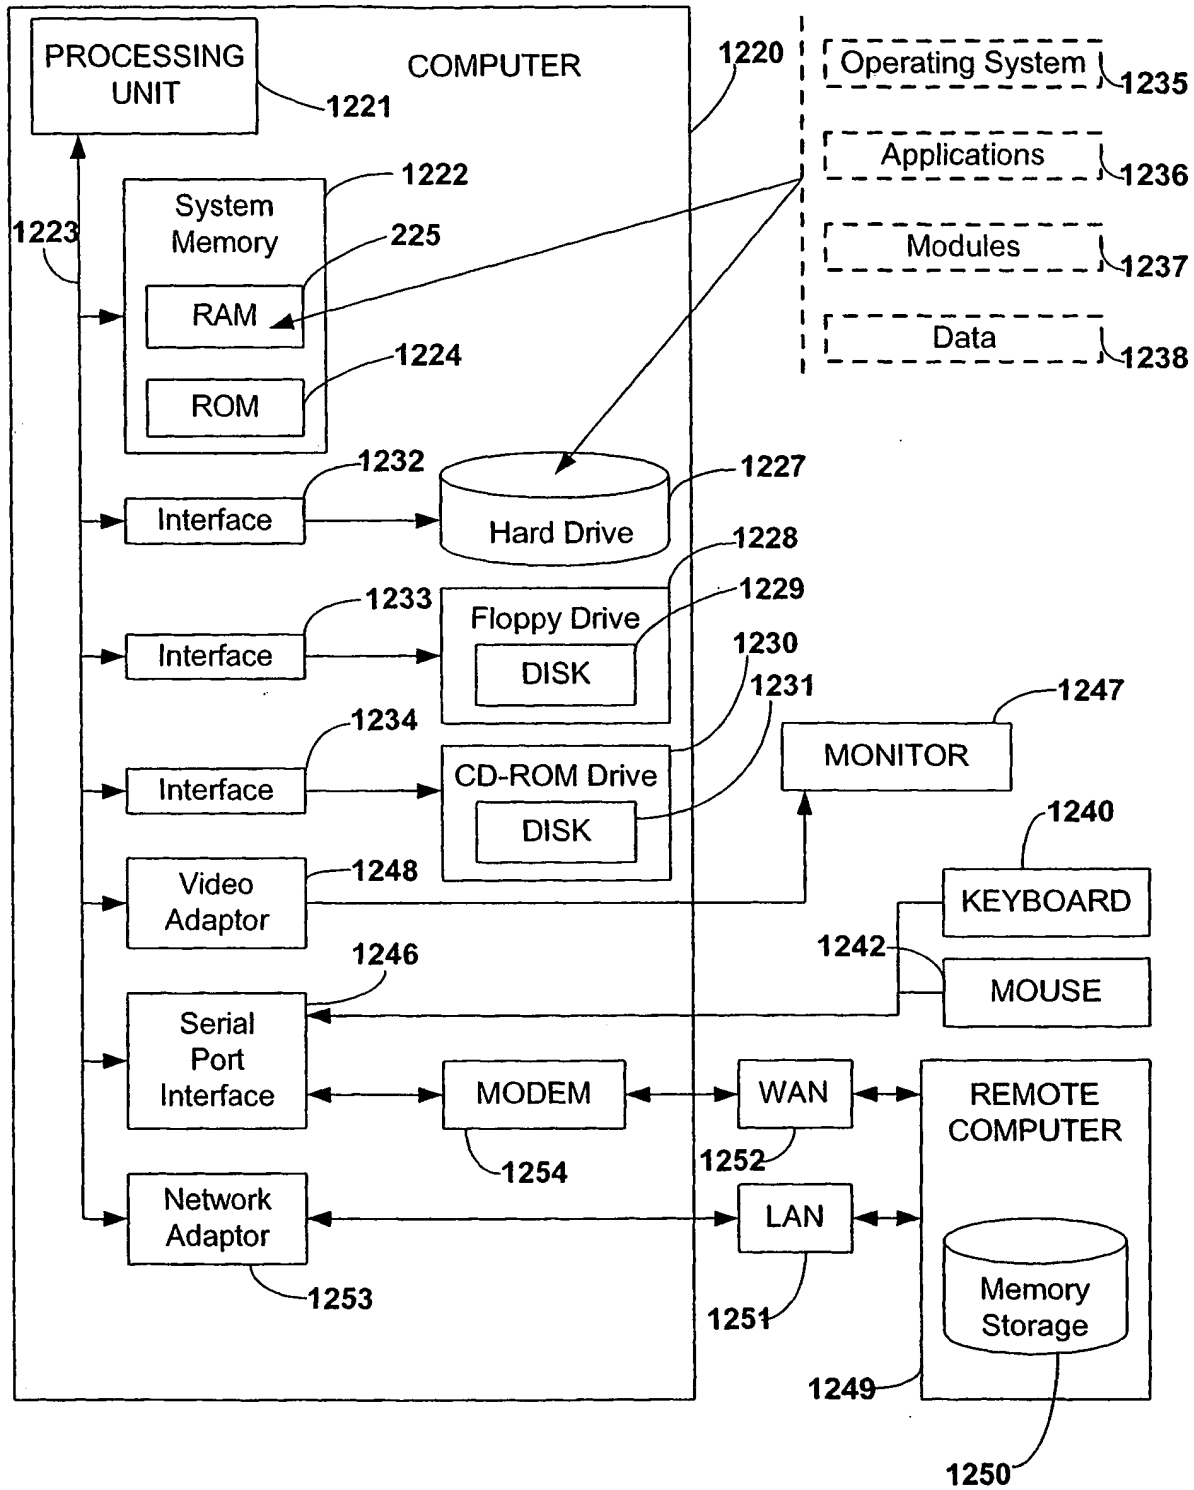 PROCESSING
UNIT
COMPUTER
1220
1221
Operating System
1235
Applications
1236
Modules
1237
Data
1238
1222
System
Memory
1223
225
RAM
1224
ROM
1232
Interface
1227
Hard Drive
1228
1233
Interface
Floppy Drive
1229
DISK
1230
1231
1234
Interface
CD-ROM Drive
DISK
1247
MONITOR
1240
KEYBOARD
1248
Video
Adaptor
1242
MOUSE
1246
Serial
Port
Interface
MODEM
1254
WAN
1252
REMOTE
COMPUTER
Network
Adaptor
1253
LAN
1251
Memory
Storage
1249
1250